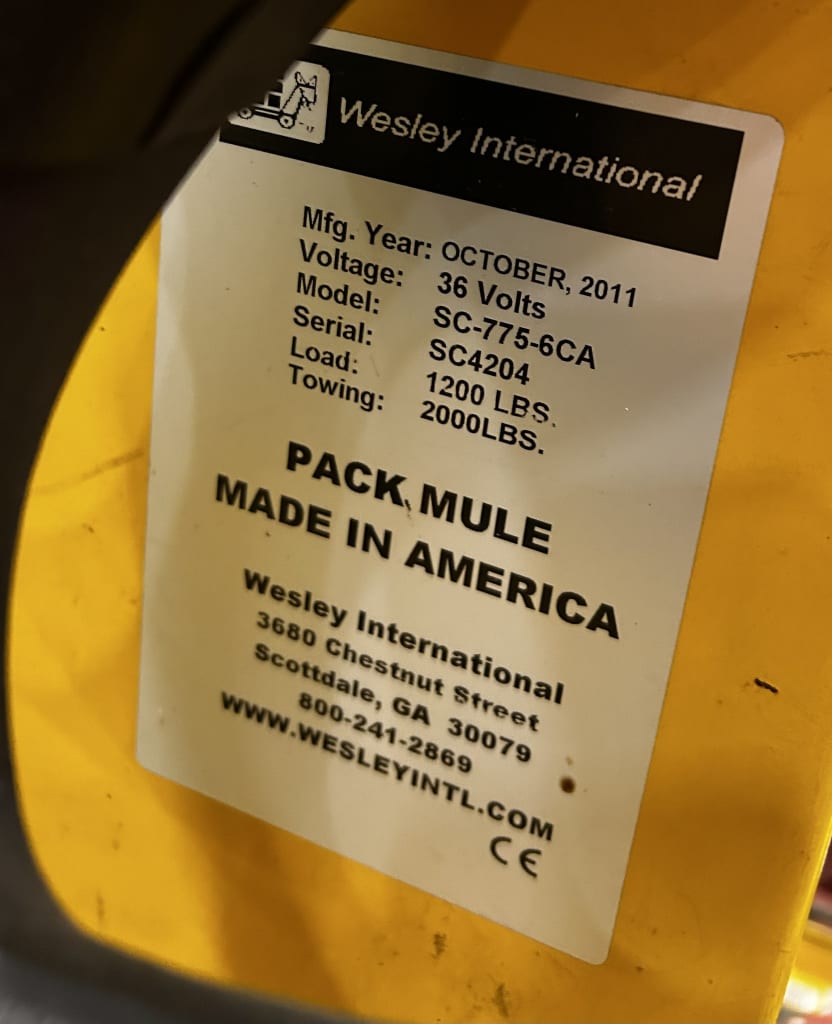 Wesley International
Mfg. Year: OCTOBER, 2011
Voltage: 36 Volts
Model: SC-775-6CA
Serial: SC4204
Load: 1200 LBS.
Towing: 2000LBS.
PACK MULE
MADE IN AMERICA
Wesley International
3680 Chestnut Street
Scottdale, GA 30079
800-241-2869
WWW.WESLEYINTL.COM
CE